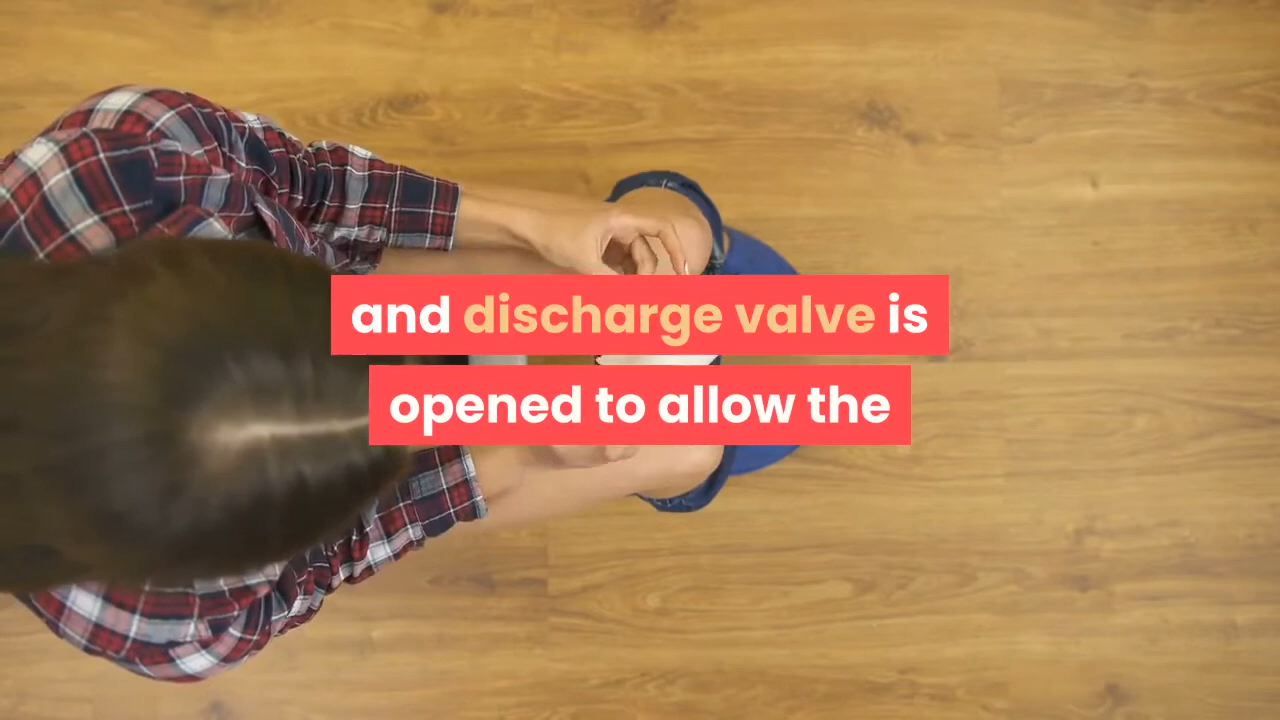 and discharge valve is
opened to allow the